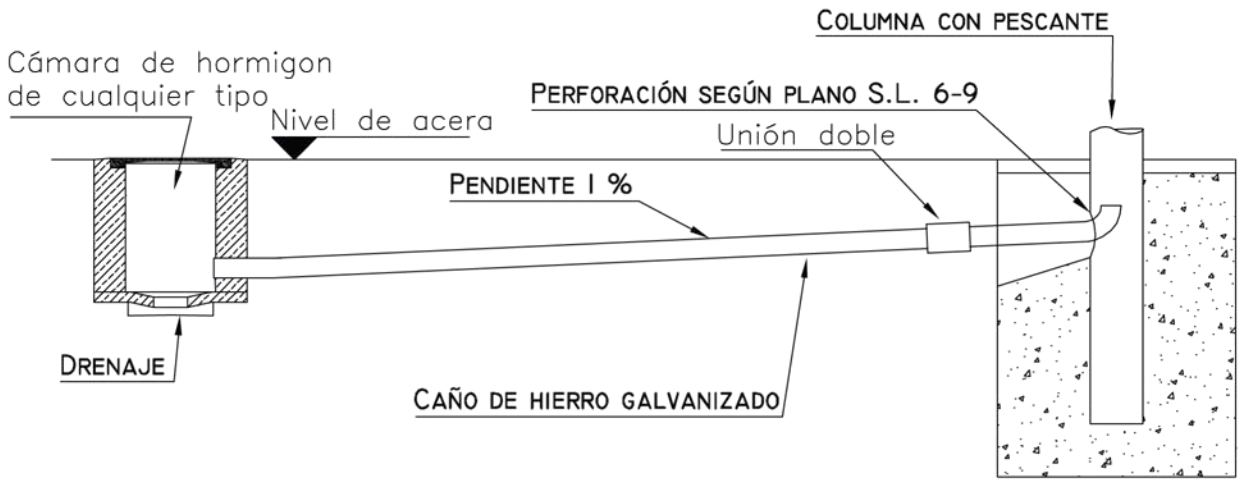 COLUMNA CON PESCANTE
Cámara de hormigon
de cualquier tipo
PERFORACIÓN SEGÚN PLANO S.L. 6-9
Nivel de acera
Unión doble
PENDIENTE 1 %
DRENAJE
CAÑO DE HIERRO GALVANIZADO